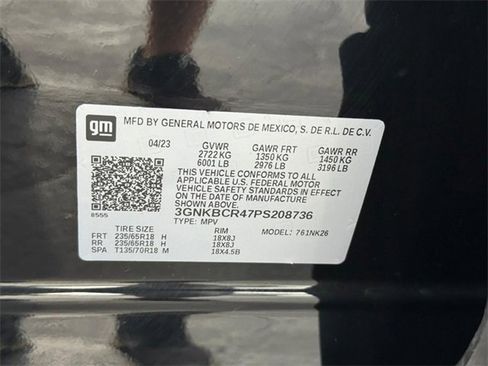 gm
MFD BY GENERAL MOTORS DE MEXICO, S. DE R.L. DE C.V.
04/23 GVWR GAWR FRT GAWR RR
2722 KG 1350 KG 1450 KG
6001 LB 2976 LB 3196 LB
THIS VEHICLE CONFORMS TO ALL
APPLICABLE U.S. FEDERAL MOTOR
VEHICLE SAFETY STANDARDS IN
EFFECT ON THE DATE OF MANUFACTURE
SHOWN ABOVE.
3GNKBCR47PS208736
8555 TYPE: MPV
TIRE SIZE RIM MODEL: 761NK26
FRT 235/65R18 H 18X8J
RR 235/65R18 H 18X8J
SPA T135/70R18 M 18X4.5B